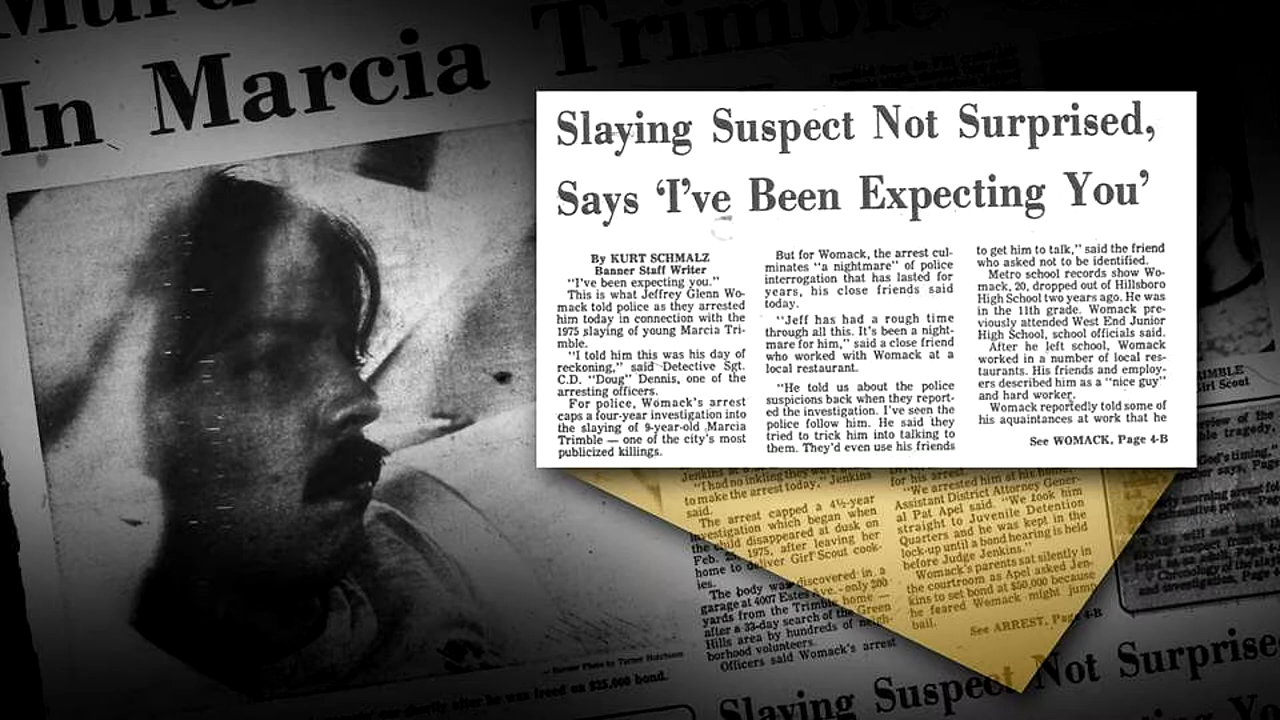 Murd
In Marcia Trimble
Slaying Suspect Not Surprised,
Says ‘I’ve Been Expecting You’
By KURT SCHMALZ
Banner Staff Writer
“I’ve been expecting you.”
This is what Jeffrey Glenn Wo-
mack told police as they arrested
him today in connection with the
1975 slaying of young Marcia Tri-
mble.
“I told him this was his day of
reckoning,” said Detective Sgt.
C.D. “Doug” Dennis, one of the
arresting officers.
For police, Womack’s arrest
caps a four-year investigation into
the slaying of 9-year-old Marcia
Trimble — one of the city’s most
publicized killings.
But for Womack, the arrest cul-
minates “a nightmare” of police
interrogation that has lasted for
years, his close friends said
today.
“Jeff has had a rough time
through all this. It’s been a night-
mare for him,” said a close friend
who worked with Womack at a
local restaurant.
“He told us about the police
suspicions back when they report-
ed the investigation. I’ve seen the
police follow him. He said they
tried to trick him into talking to
them. They’d even use his friends
to get him to talk,” said the friend
who asked not to be identified.
Metro school records show Wo-
mack, 20, dropped out of Hillsboro
High School two years ago. He was
in the 11th grade. Womack pre-
viously attended West End Junior
High School, school officials said.
After he left school, Womack
worked in a number of local res-
taurants. His friends and employ-
ers described him as a “nice guy”
and hard worker.
Womack reportedly told some of
his aquaintances at work that he
See WOMACK, Page 4-B
“I had no inkling they were
to make the arrest today,” Jenkins
said.
The arrest capped a 4½-year
investigation which began when
the child disappeared at dusk on
Feb. 1975, after leaving her
home to deliver Girl Scout cook-
ies.
The body was discovered in a
garage at 4007 Estes Ave. - only 200
yards from the Trimble home —
after a 33-day search of the Green
Hills area by hundreds of neigh-
borhood volunteers.
Officers said Womack’s arrest
“We arrested him at his home,”
Assistant District Attorney Gener-
al Pat Apel said. “We took him
straight to Juvenile Detention
Quarters and he was kept in the
lock-up until a bond hearing is held
before Judge Jenkins.”
Womack’s parents sat silently in
the courtroom as Apel asked Jen-
kins to set bond at $50,000 because
he feared Womack might jump
bail.
See ARREST, Page 4-B
shortly after he was freed on $35,000 bond.
Slaying Suspect Not Surprise